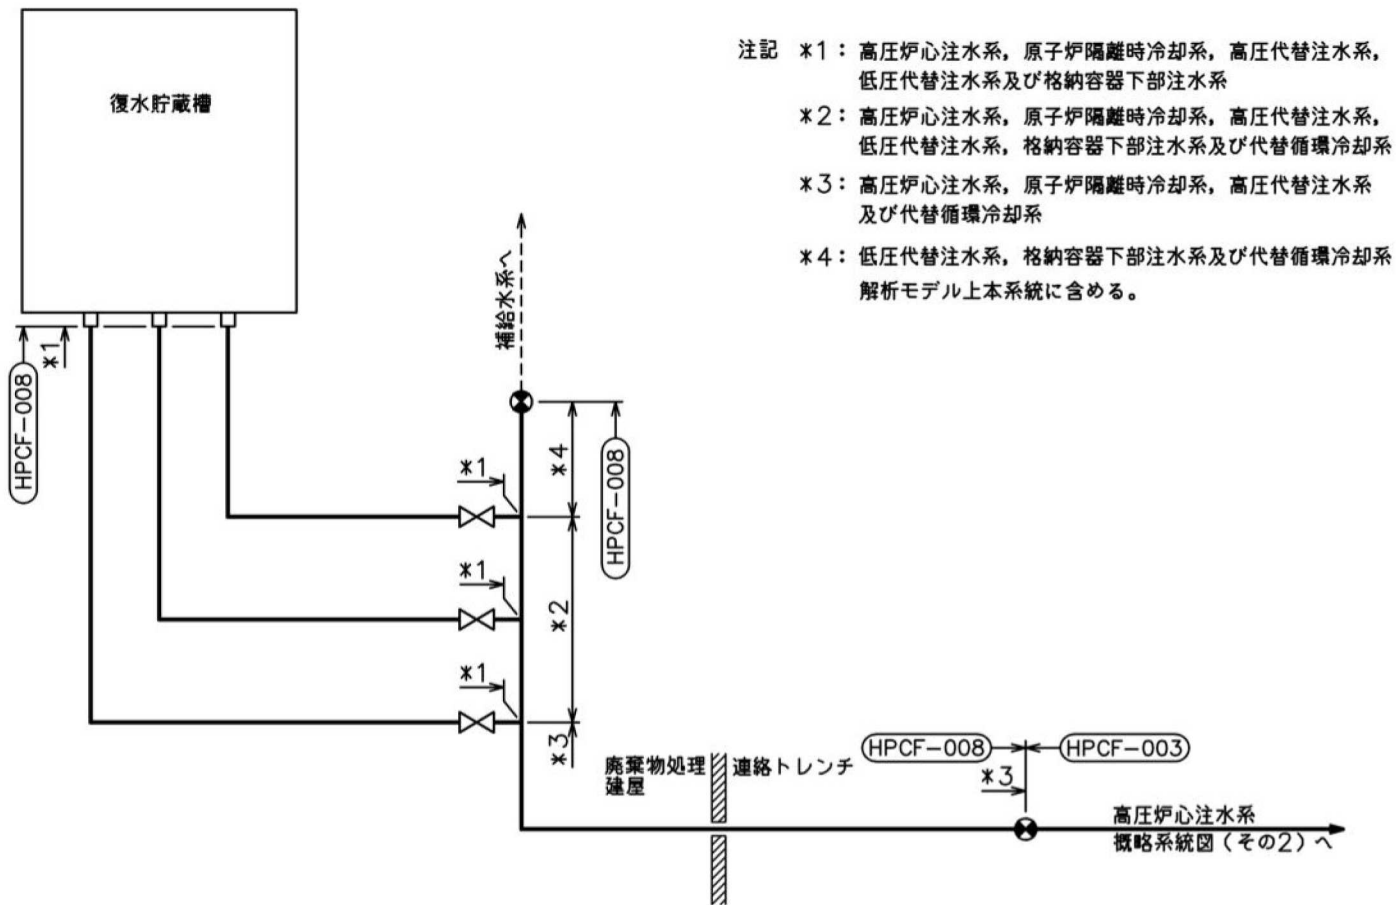 注記 *1：高圧炉心注水系，原子炉隔離時冷却系，高圧代替注水系，
低圧代替注水系及び格納容器下部注水系
*2：高圧炉心注水系，原子炉隔離時冷却系，高圧代替注水系，
低圧代替注水系，格納容器下部注水系及び代替循環冷却系
*3：高圧炉心注水系，原子炉隔離時冷却系，高圧代替注水系
及び代替循環冷却系
*4：低圧代替注水系，格納容器下部注水系及び代替循環冷却系
解析モデル上本系統に含める。
復水貯蔵槽
HPCF-008
*1
補給水系へ
*4
HPCF-008
*1
*1
*2
*1
*3
廃棄物処理
建屋
連絡トレンチ
HPCF-008
HPCF-003
*3
高圧炉心注水系
概略系統図（その2）へ